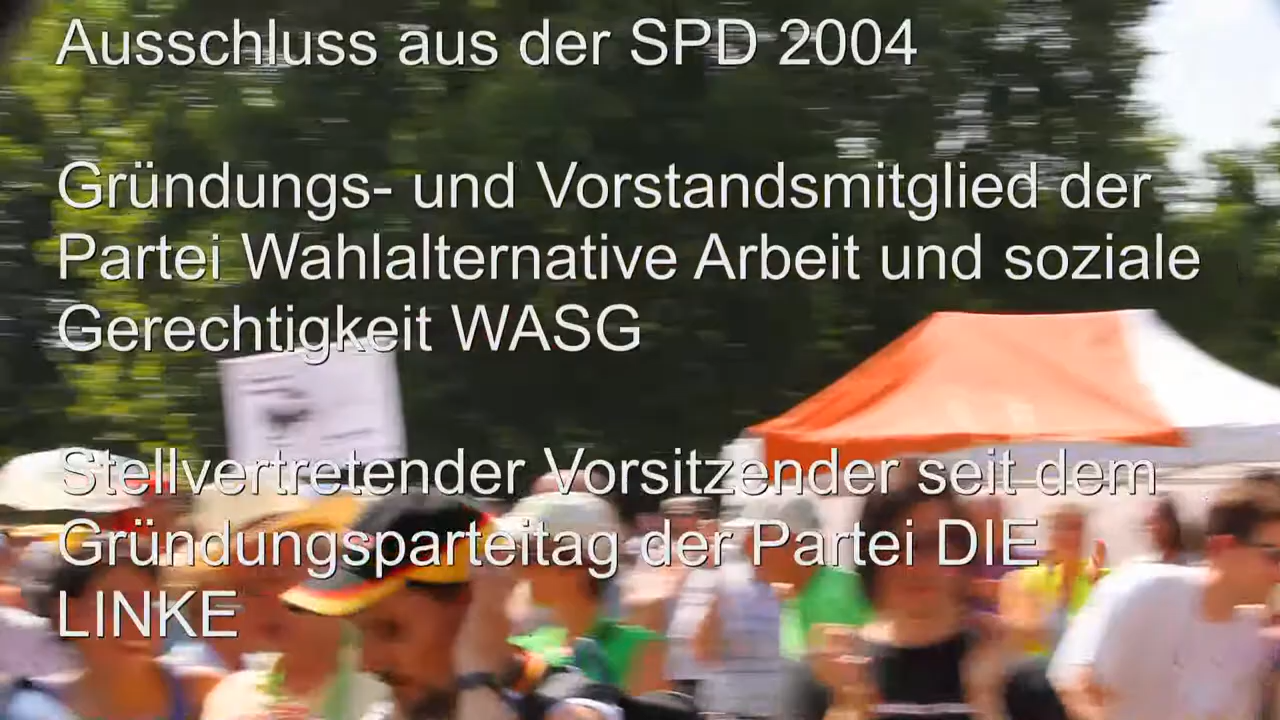 Ausschluss aus der SPD 2004
Gründungs- und Vorstandsmitglied der
Partei Wahlalternative Arbeit und soziale
Gerechtigkeit WASG
Stellvertretender Vorsitzender seit dem
Gründungsparteitag der Partei DIE
LINKE